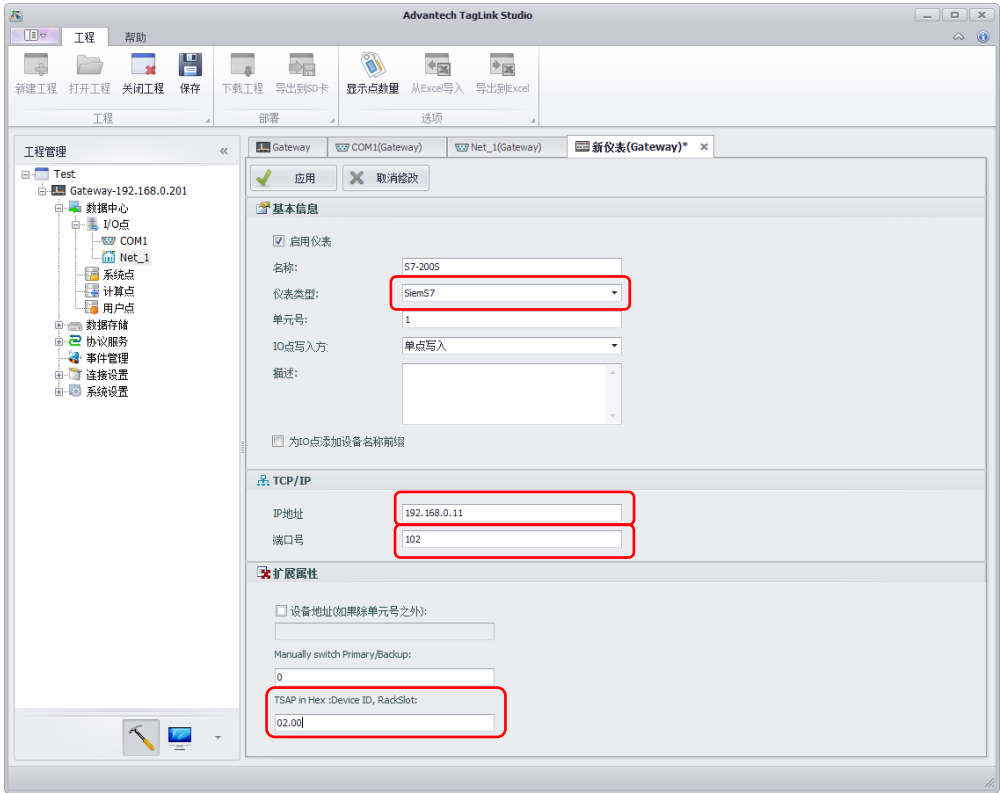 Advantech TagLink Studio
工程 帮助
新建工程 打开工程 关闭工程 保存 下载工程 导出到SD卡 显示点数量 从Excel导入 导出到Excel
工程 部署 选项
工程管理 «
Test
Gateway-192.168.0.201
数据中心
I/O点
COM1
Net_1
系统点
计算点
用户点
数据存储
协议服务
事件管理
连接设置
系统设置
Gateway COM1(Gateway) Net_1(Gateway) 新仪表(Gateway)*
应用 取消修改
基本信息
启用仪表
名称: S7-200S
仪表类型: SiemS7
单元号: 1
IO点写入方: 单点写入
描述:
为IO点添加设备名称前缀
TCP/IP
IP地址 192.168.0.11
端口号 102
扩展属性
设备地址(如果除单元号之外):
Manually switch Primary/Backup:
0
TSAP in Hex :Device ID, RackSlot:
02.00